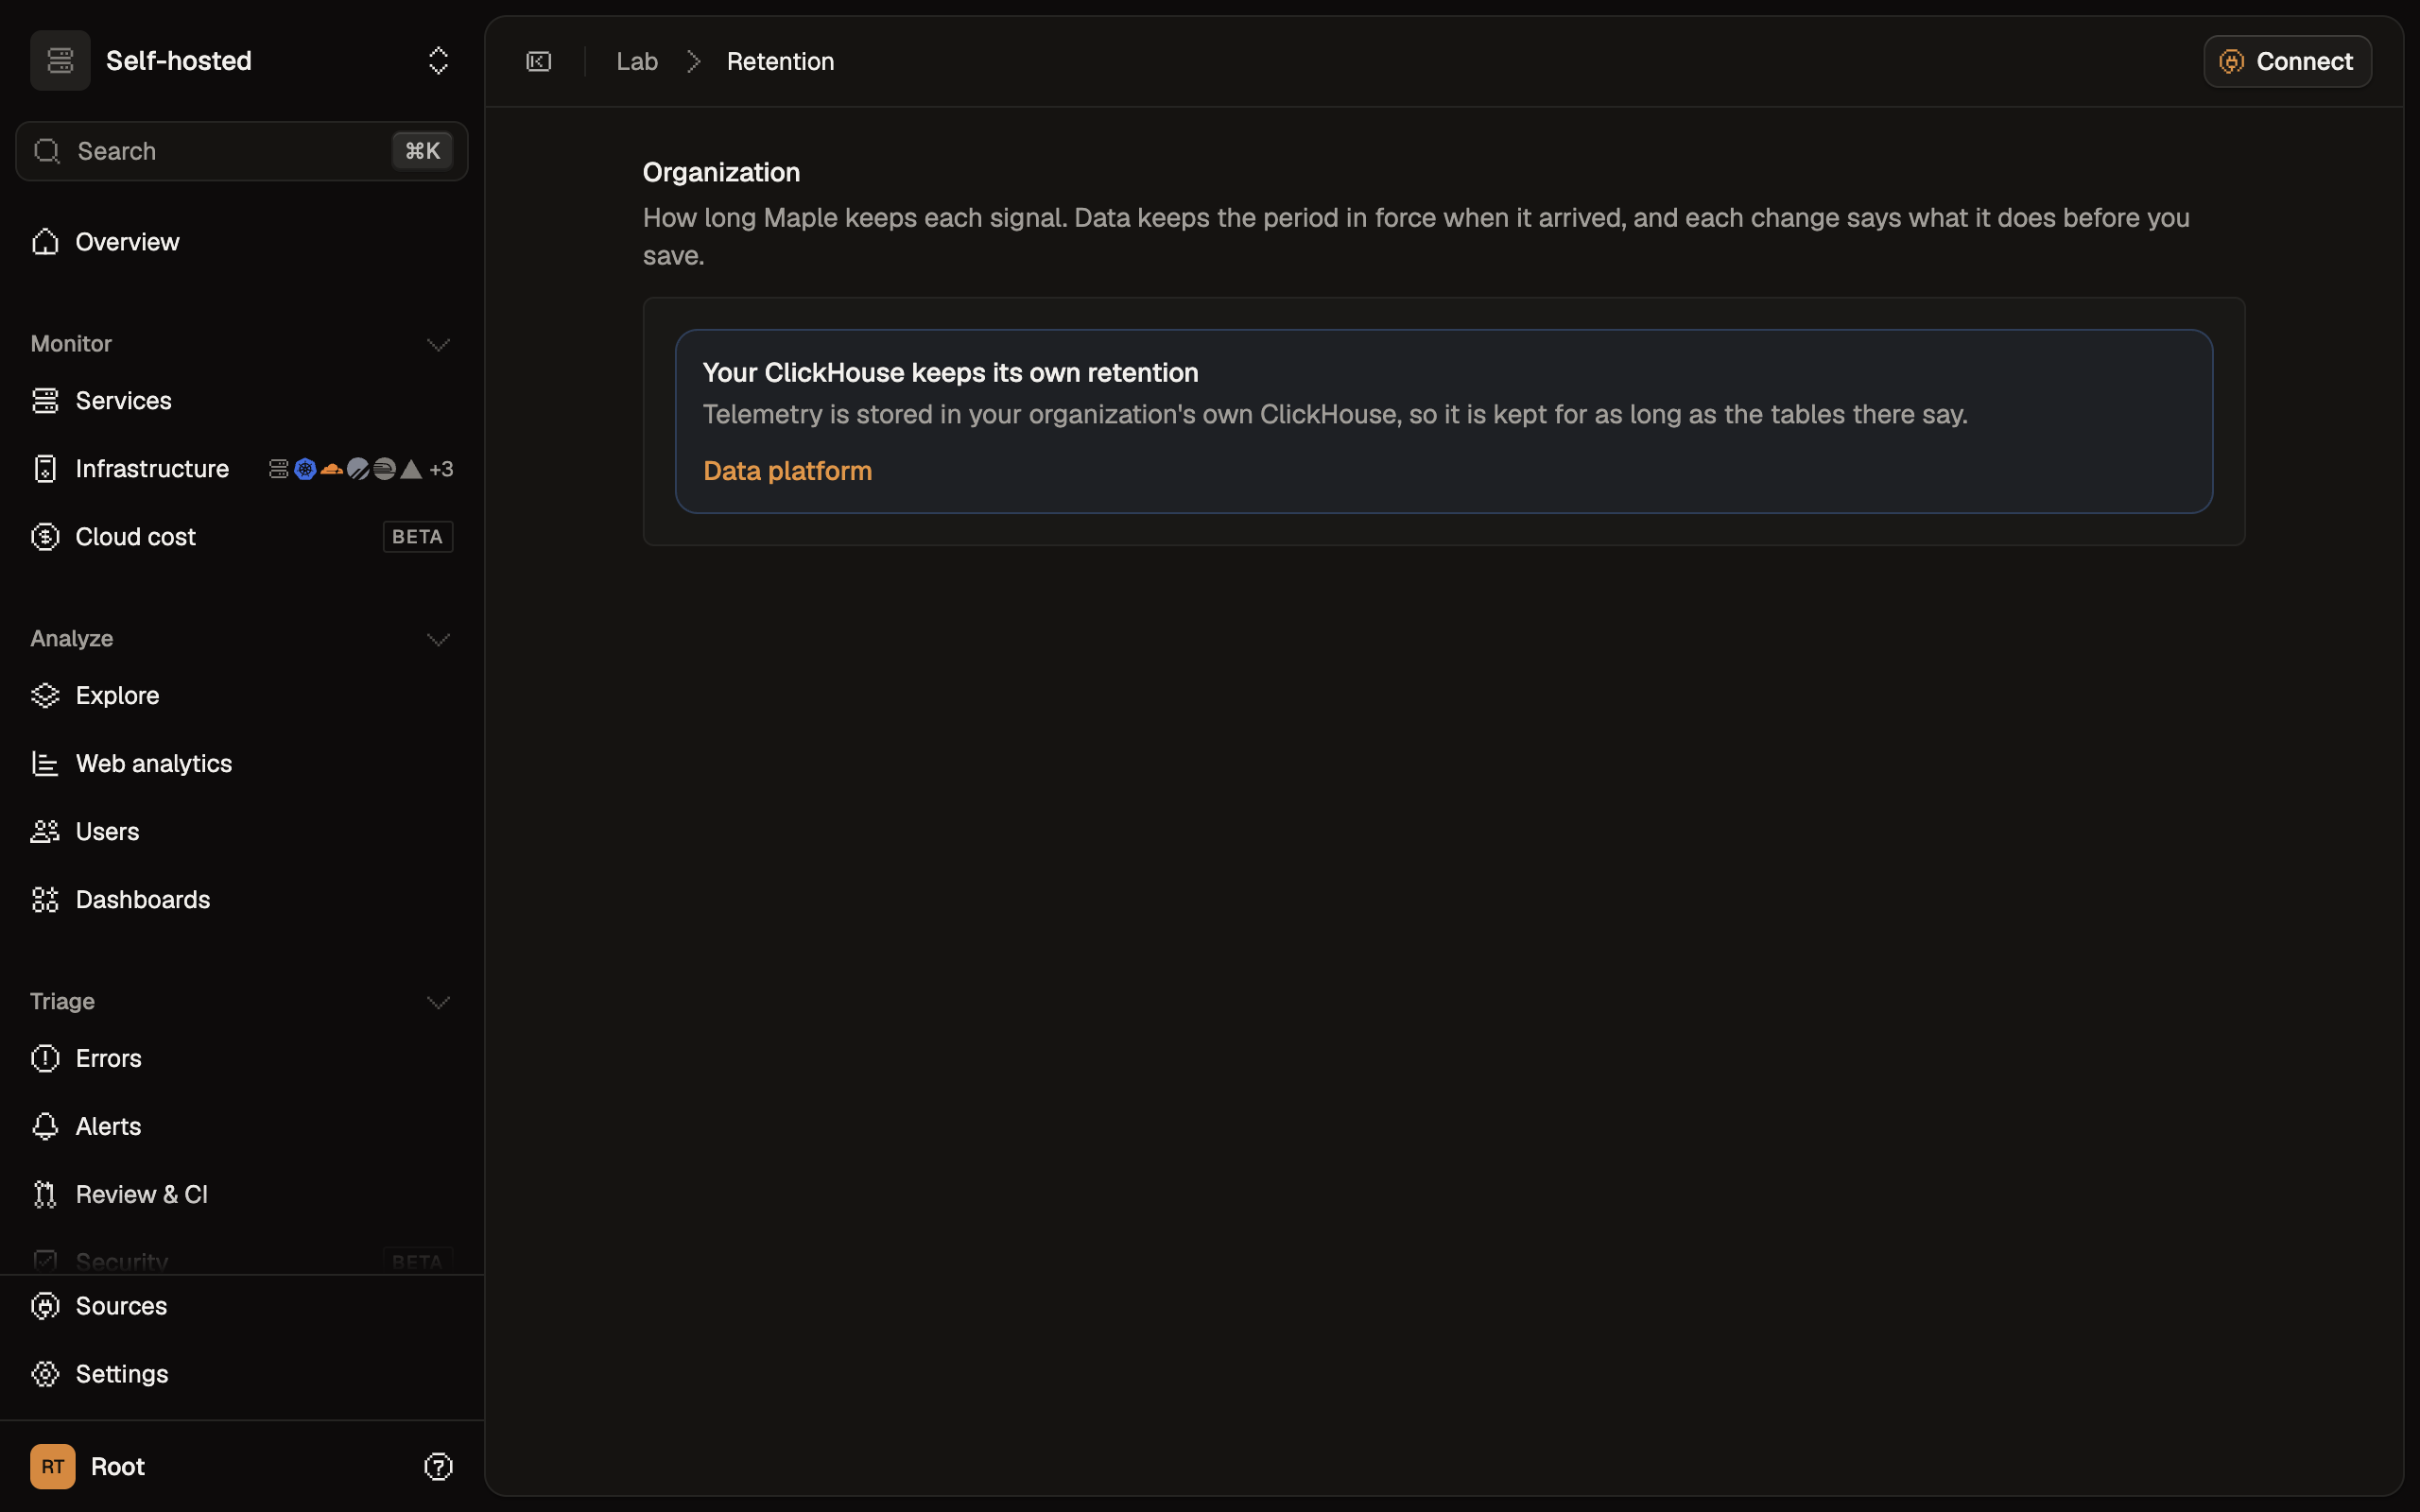 Self-hosted
Search
⌘K
Overview
Monitor
Services
Infrastructure
+3
Cloud cost
BETA
Analyze
Explore
Web analytics
Users
Dashboards
Triage
Errors
Alerts
Review & CI
Security
BETA
Sources
Settings
RT
Root
Lab
Retention
Connect
Organization
How long Maple keeps each signal. Data keeps the period in force when it arrived, and each change says what it does before you
save.
Your ClickHouse keeps its own retention
Telemetry is stored in your organization's own ClickHouse, so it is kept for as long as the tables there say.
Data platform